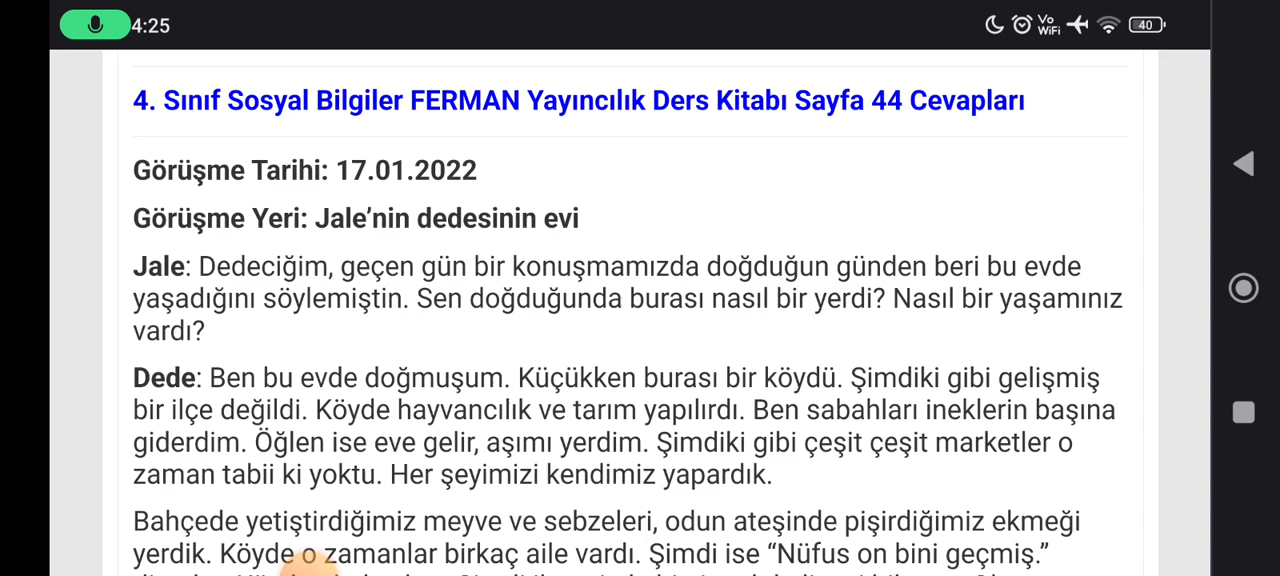 4:25
Vo
WiFi
40
4. Sınıf Sosyal Bilgiler FERMAN Yayıncılık Ders Kitabı Sayfa 44 Cevapları
Görüşme Tarihi: 17.01.2022
Görüşme Yeri: Jale’nin dedesinin evi
Jale: Dedeciğim, geçen gün bir konuşmamızda doğduğun günden beri bu evde
yaşadığını söylemiştin. Sen doğduğunda burası nasıl bir yerdi? Nasıl bir yaşamınız
vardı?
Dede: Ben bu evde doğmuşum. Küçükken burası bir köydü. Şimdiki gibi gelişmiş
bir ilçe değildi. Köyde hayvancılık ve tarım yapılırdı. Ben sabahları ineklerin başına
giderdim. Öğlen ise eve gelir, aşımı yerdim. Şimdiki gibi çeşit çeşit marketler o
zaman tabii ki yoktu. Her şeyimizi kendimiz yapardık.
Bahçede yetiştirdiğimiz meyve ve sebzeleri, odun ateşinde pişirdiğimiz ekmeği
yerdik. Köyde o zamanlar birkaç aile vardı. Şimdi ise “Nüfus on bini geçmiş.”